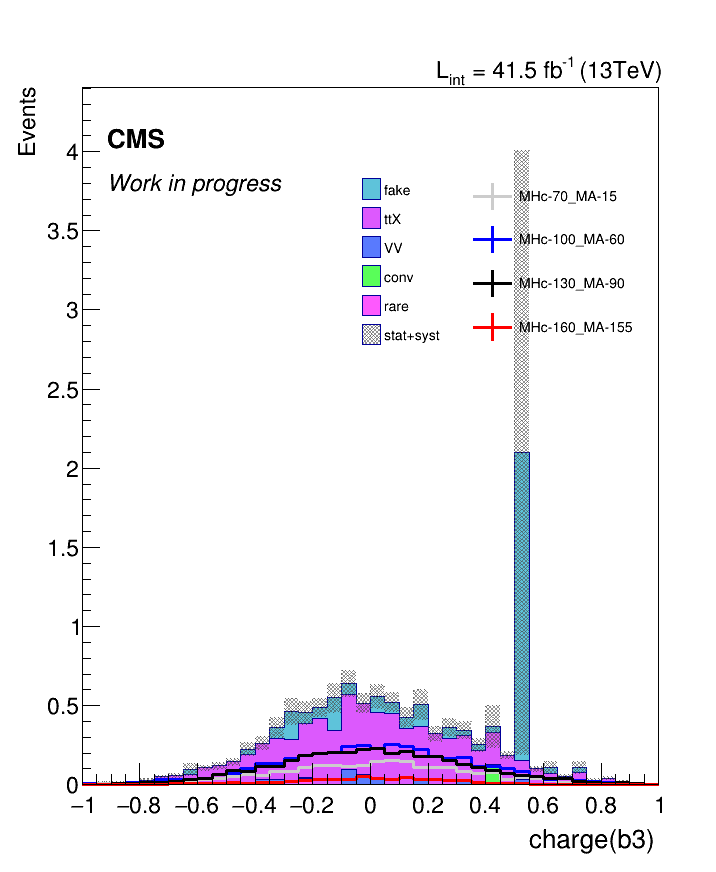 L_int = 41.5 fb^-1 (13TeV)
Events
CMS
Work in progress
fake
ttX
VV
conv
rare
stat+syst
MHc-70_MA-15
MHc-100_MA-60
MHc-130_MA-90
MHc-160_MA-155
4
3.5
3
2.5
2
1.5
1
0.5
0
−1 −0.8 −0.6 −0.4 −0.2 0 0.2 0.4 0.6 0.8 1
charge(b3)